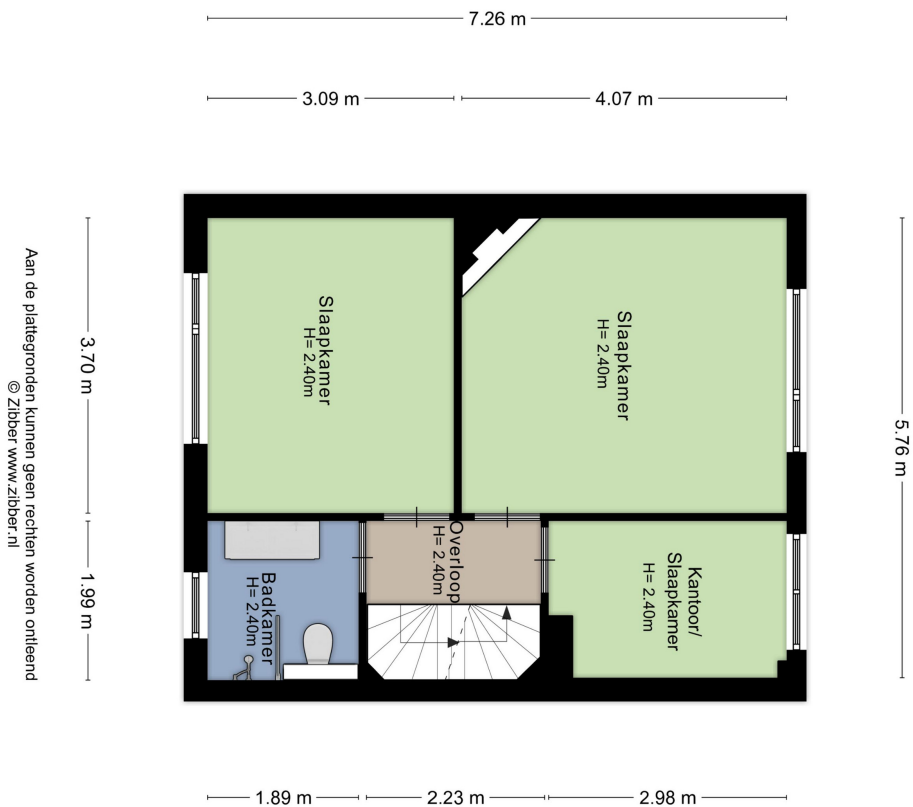 7.26 m
3.09 m
4.07 m
Slaapkamer
H= 2.40m
Slaapkamer
H= 2.40m
3.70 m
5.76 m
Aan de plattegronden kunnen geen rechten worden ontleend
© Zibber www.zibber.nl
Overloop
H= 2.40m
Badkamer
H= 2.40m
Kantoor/
Slaapkamer
H= 2.40m
1.99 m
1.89 m
2.23 m
2.98 m